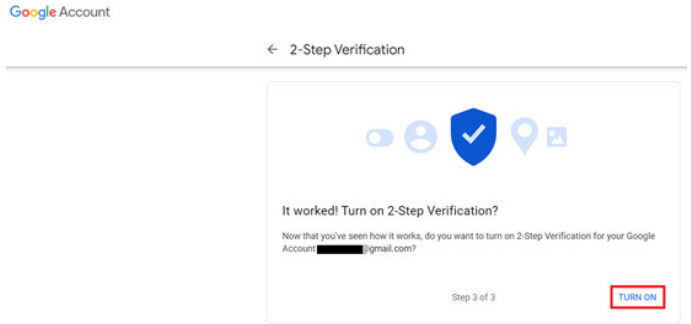 Google Account
← 2-Step Verification
It worked! Turn on 2-Step Verification?
Now that you've seen how it works, do you want to turn on 2-Step Verification for your Google
Account @gmail.com?
Step 3 of 3
TURN ON